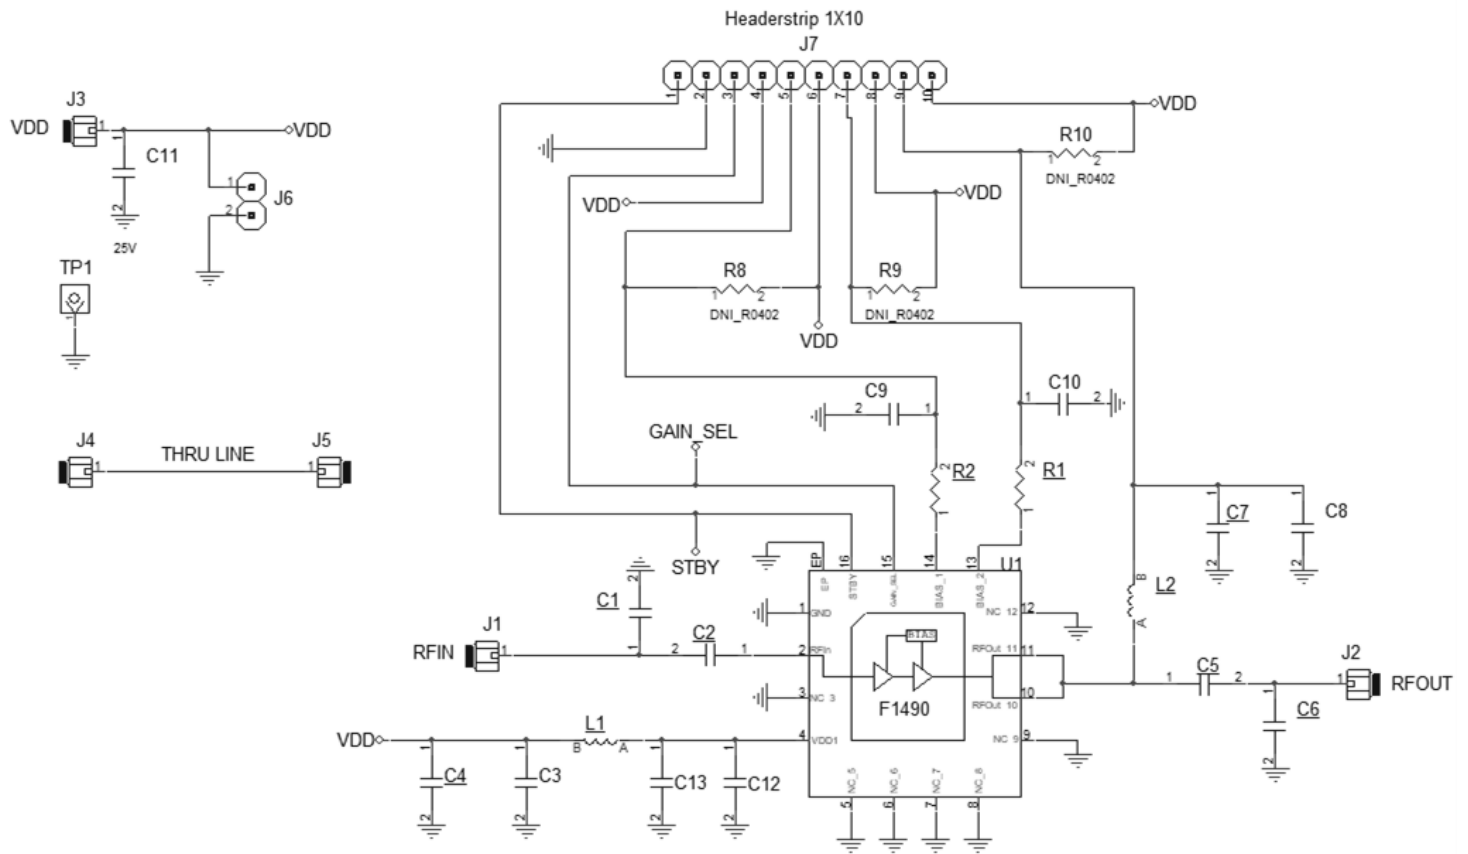 Headerstrip 1X10
J7
1 2 3 4 5 6 7 8 9 10
J3
VDD 1 VDD
1 C11
2
25V
1
2 J6
TP1
1
VDD
R10
1 2
DNI_R0402
VDD
VDD
R8
1 2
DNI_R0402
VDD
R9
1 2
DNI_R0402
C9
2 1
C10
1 2
GAIN_SEL
J4 THRU LINE J5
1 1
2 R2 1
2 R1 1
STBY
1 C7 2
1 C8 2
EP 16 15 14 13 U1
EP STBY GAIN_SEL BIAS_1 BIAS_2
2 C1 1
1 GND
NC 12 12
B L2 A
J1
RFIN 1
2 C2 1
2 RFIn
BIAS
RFOut 11 11
F1490
3 NC 3
RFOut 10 10
1 C5 2
J2
1 RFOUT
1 C6 2
VDD
B L1 A
4 VDD1
NC 9 9
1 C4 2
1 C3 2
1 C13 2
1 C12 2
NC_5 NC_6 NC_7 NC_8
5 6 7 8